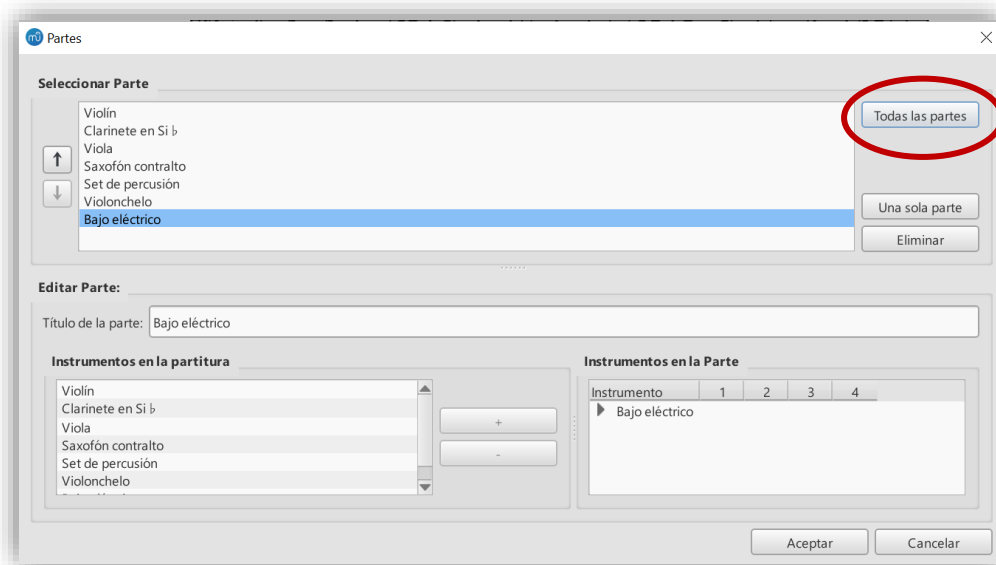 Partes
Seleccionar Parte
Violín
Clarinete en Si ♭
Viola
Saxofón contralto
Set de percusión
Violonchelo
Bajo eléctrico
Todas las partes
Una sola parte
Eliminar
Editar Parte:
Título de la parte: Bajo eléctrico
Instrumentos en la partitura
Violín
Clarinete en Si ♭
Viola
Saxofón contralto
Set de percusión
Violonchelo
+
-
Instrumentos en la Parte
Instrumento 1 2 3 4
Bajo eléctrico
Aceptar
Cancelar